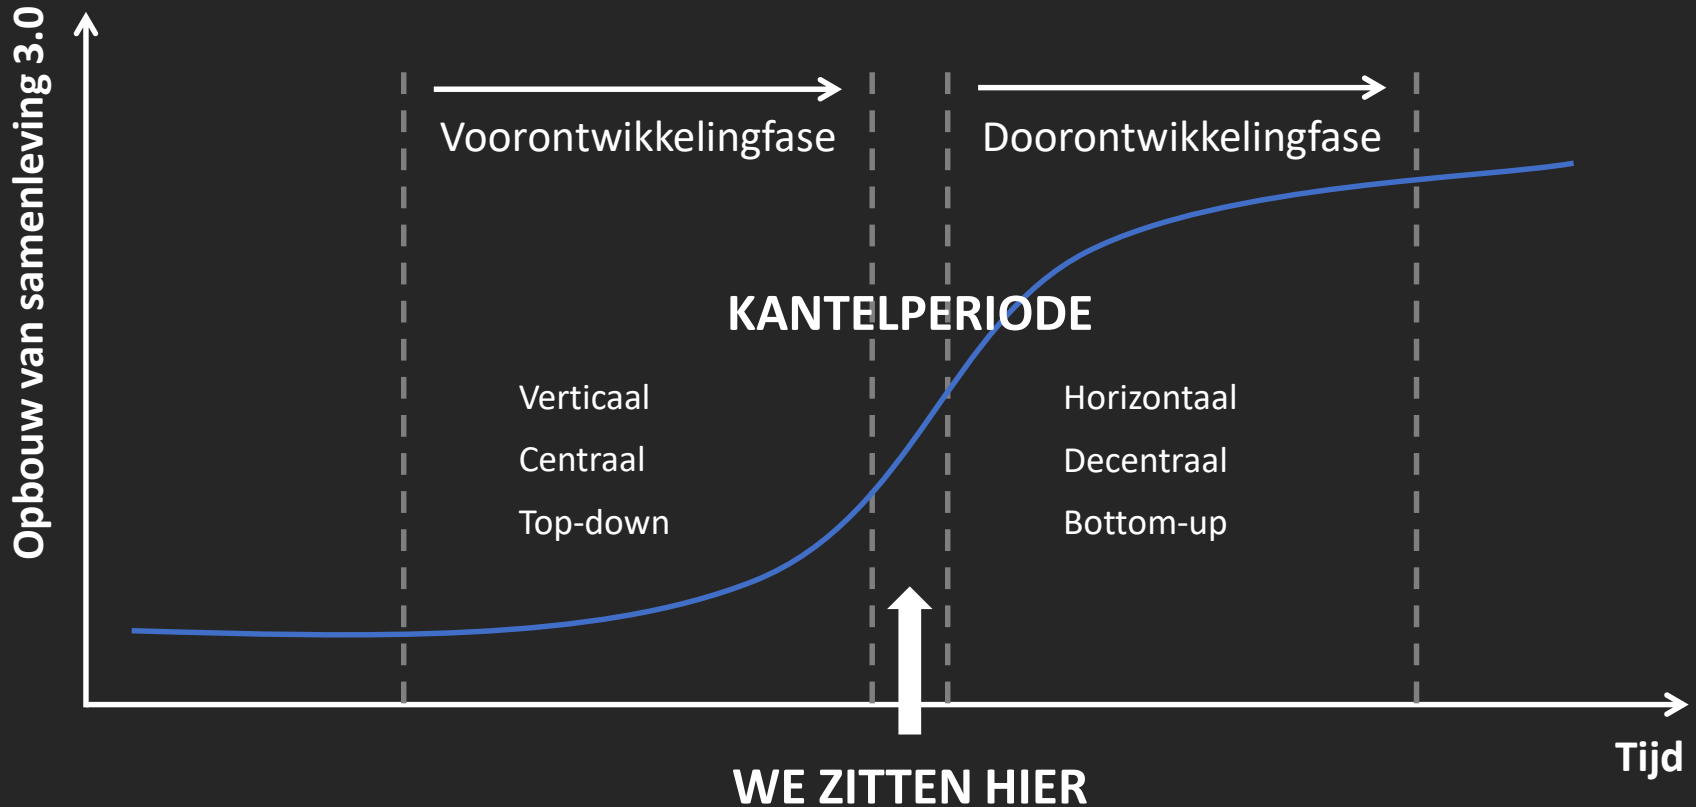 Opbouw van samenleving 3.0
Voorontwikkelingfase
Doorontwikkelingfase
KANTELPERIODE
Verticaal
Centraal
Top-down
Horizontaal
Decentraal
Bottom-up
Tijd
WE ZITTEN HIER